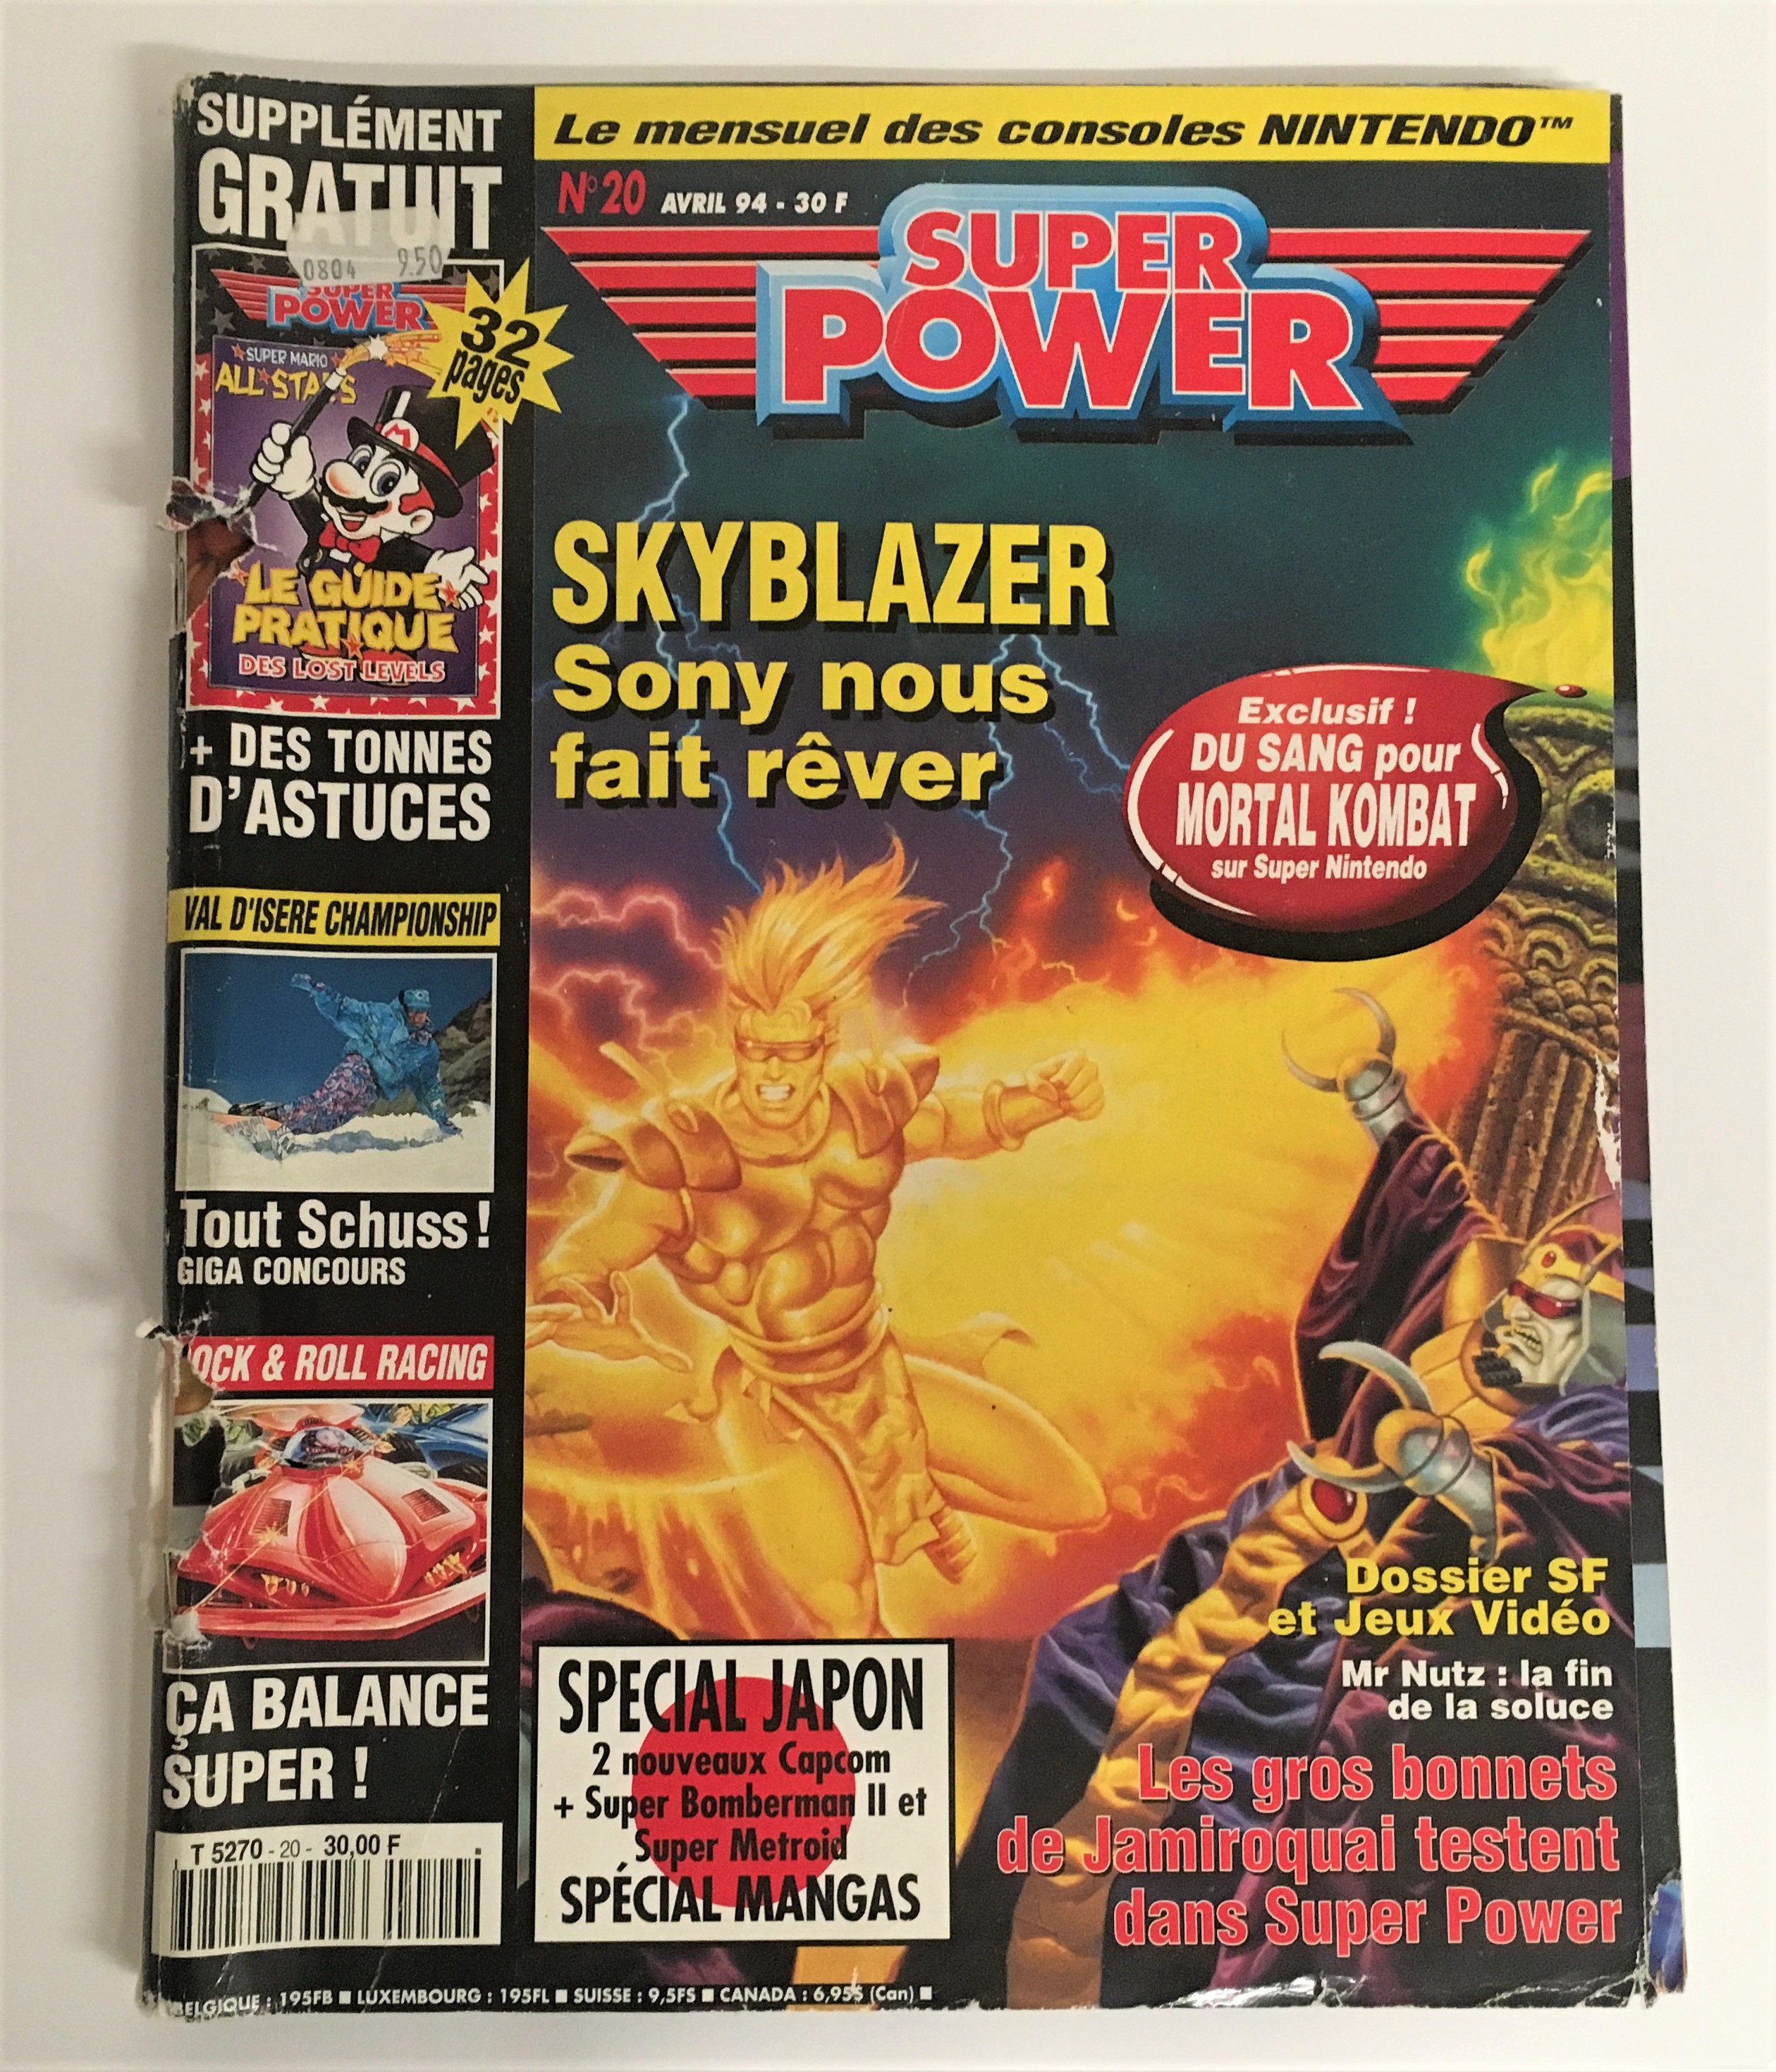 SUPPLÉMENT
GRATUIT
0804 9.50
SUPER
POWER
32
pages
SUPER MARIO
ALL STARS
LE GUIDE
PRATIQUE
DES LOST LEVELS
+ DES TONNES
D'ASTUCES
VAL D'ISERE CHAMPIONSHIP
Tout Schuss !
GIGA CONCOURS
OCK & ROLL RACING
ÇA BALANCE
SUPER !
T 5270 - 20 - 30,00 F
Le mensuel des consoles NINTENDO™
N°20 AVRIL 94 - 30 F
SUPER
POWER
SKYBLAZER
Sony nous
fait rêver
Exclusif !
DU SANG pour
MORTAL KOMBAT
sur Super Nintendo
SPECIAL JAPON
2 nouveaux Capcom
+ Super Bomberman II et
Super Metroid
SPÉCIAL MANGAS
Dossier SF
et Jeux Vidéo
Mr Nutz : la fin
de la soluce
Les gros bonnets
de Jamiroquai testent
dans Super Power
BELGIQUE : 195FB ■ LUXEMBOURG : 195FL ■ SUISSE : 9,5FS ■ CANADA : 6,95$ (Can) ■